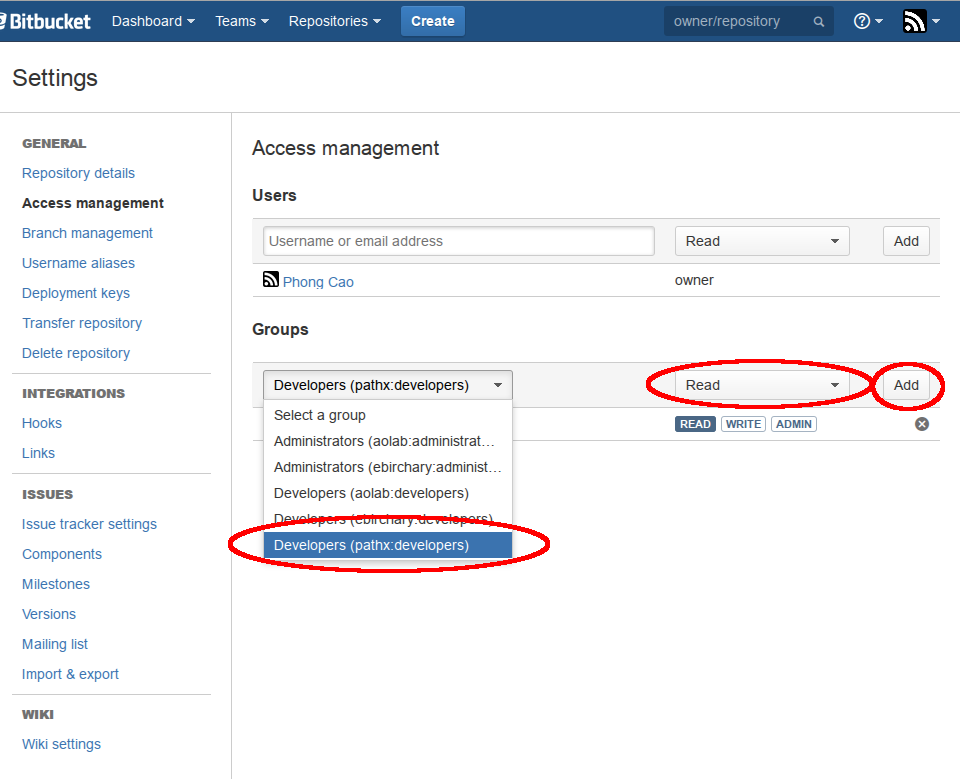 Bitbucket Dashboard Teams Repositories Create owner/repository
Settings
GENERAL
Repository details
Access management
Branch management
Username aliases
Deployment keys
Transfer repository
Delete repository
INTEGRATIONS
Hooks
Links
ISSUES
Issue tracker settings
Components
Milestones
Versions
Mailing list
Import & export
WIKI
Wiki settings
Access management
Users
Username or email address Read Add
Phong Cao owner
Groups
Developers (pathx:developers) Read Add
READ WRITE ADMIN
Select a group
Administrators (aolab:administrat...
Administrators (ebirchary:administ...
Developers (aolab:developers)
Developers (ebirchary:developers)
Developers (pathx:developers)